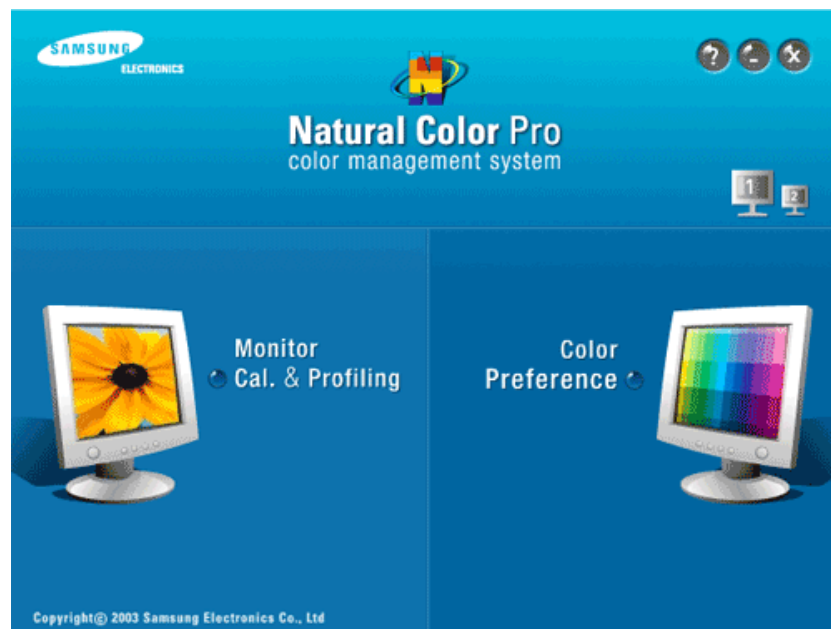 SAMSUNG
ELECTRONICS
? - x
N
Natural Color Pro
color management system
1 2
Monitor
Cal. & Profiling
Color
Preference
Copyright© 2003 Samsung Electronics Co., Ltd